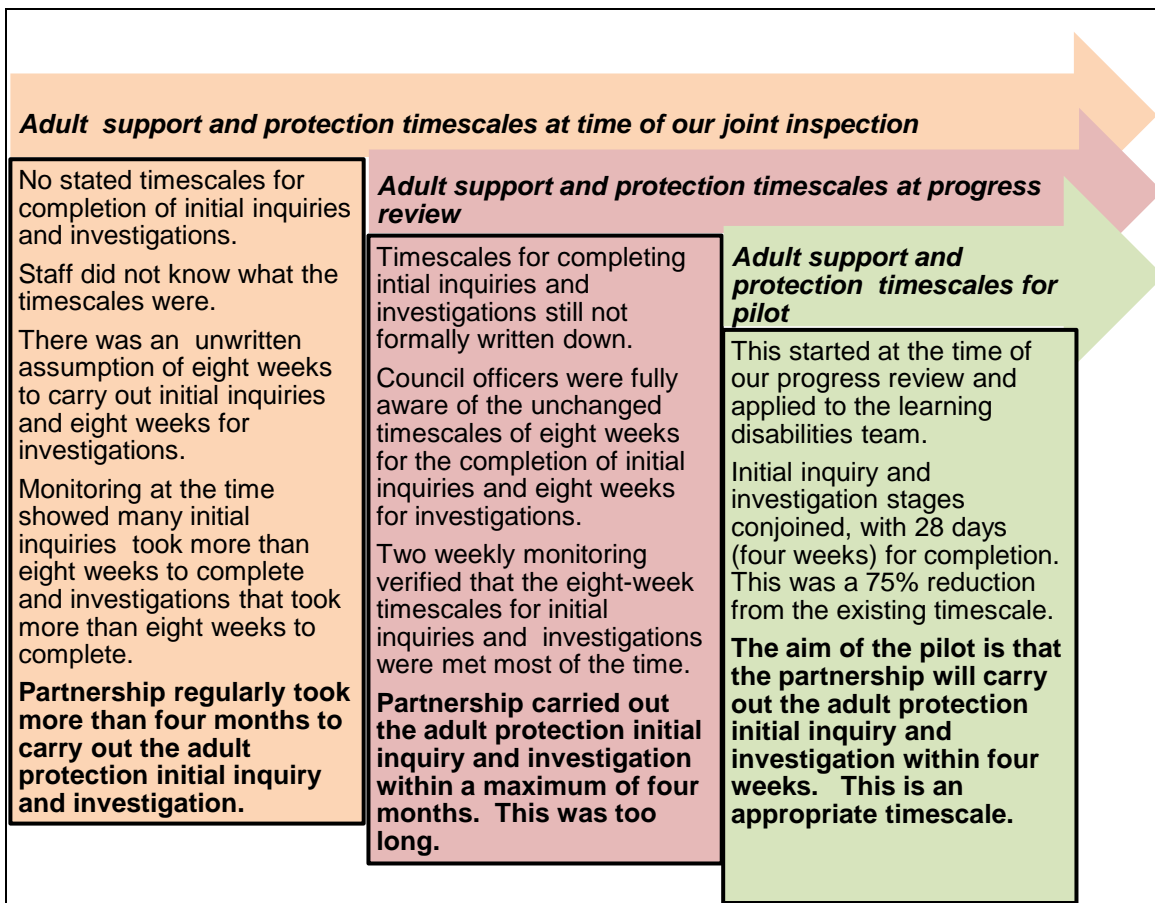 Adult support and protection timescales at time of our joint inspection
No stated timescales for
completion of initial inquiries
and investigations.
Staff did not know what the
timescales were.
There was an unwritten
assumption of eight weeks
to carry out initial inquiries
and eight weeks for
investigations.
Monitoring at the time
showed many initial
inquiries took more than
eight weeks to complete
and investigations that took
more than eight weeks to
complete.
Partnership regularly took
more than four months to
carry out the adult
protection initial inquiry
and investigation.
Adult support and protection timescales at progress
review
Timescales for completing
intial inquiries and
investigations still not
formally written down.
Council officers were fully
aware of the unchanged
timescales of eight weeks
for the completion of initial
inquiries and eight weeks
for investigations.
Two weekly monitoring
verified that the eight-week
timescales for initial
inquiries and investigations
were met most of the time.
Partnership carried out
the adult protection initial
inquiry and investigation
within a maximum of four
months. This was too
long.
Adult support and
protection timescales for
pilot
This started at the time of
our progress review and
applied to the learning
disabilities team.
Initial inquiry and
investigation stages
conjoined, with 28 days
(four weeks) for completion.
This was a 75% reduction
from the existing timescale.
The aim of the pilot is that
the partnership will carry
out the adult protection
initial inquiry and
investigation within four
weeks. This is an
appropriate timescale.